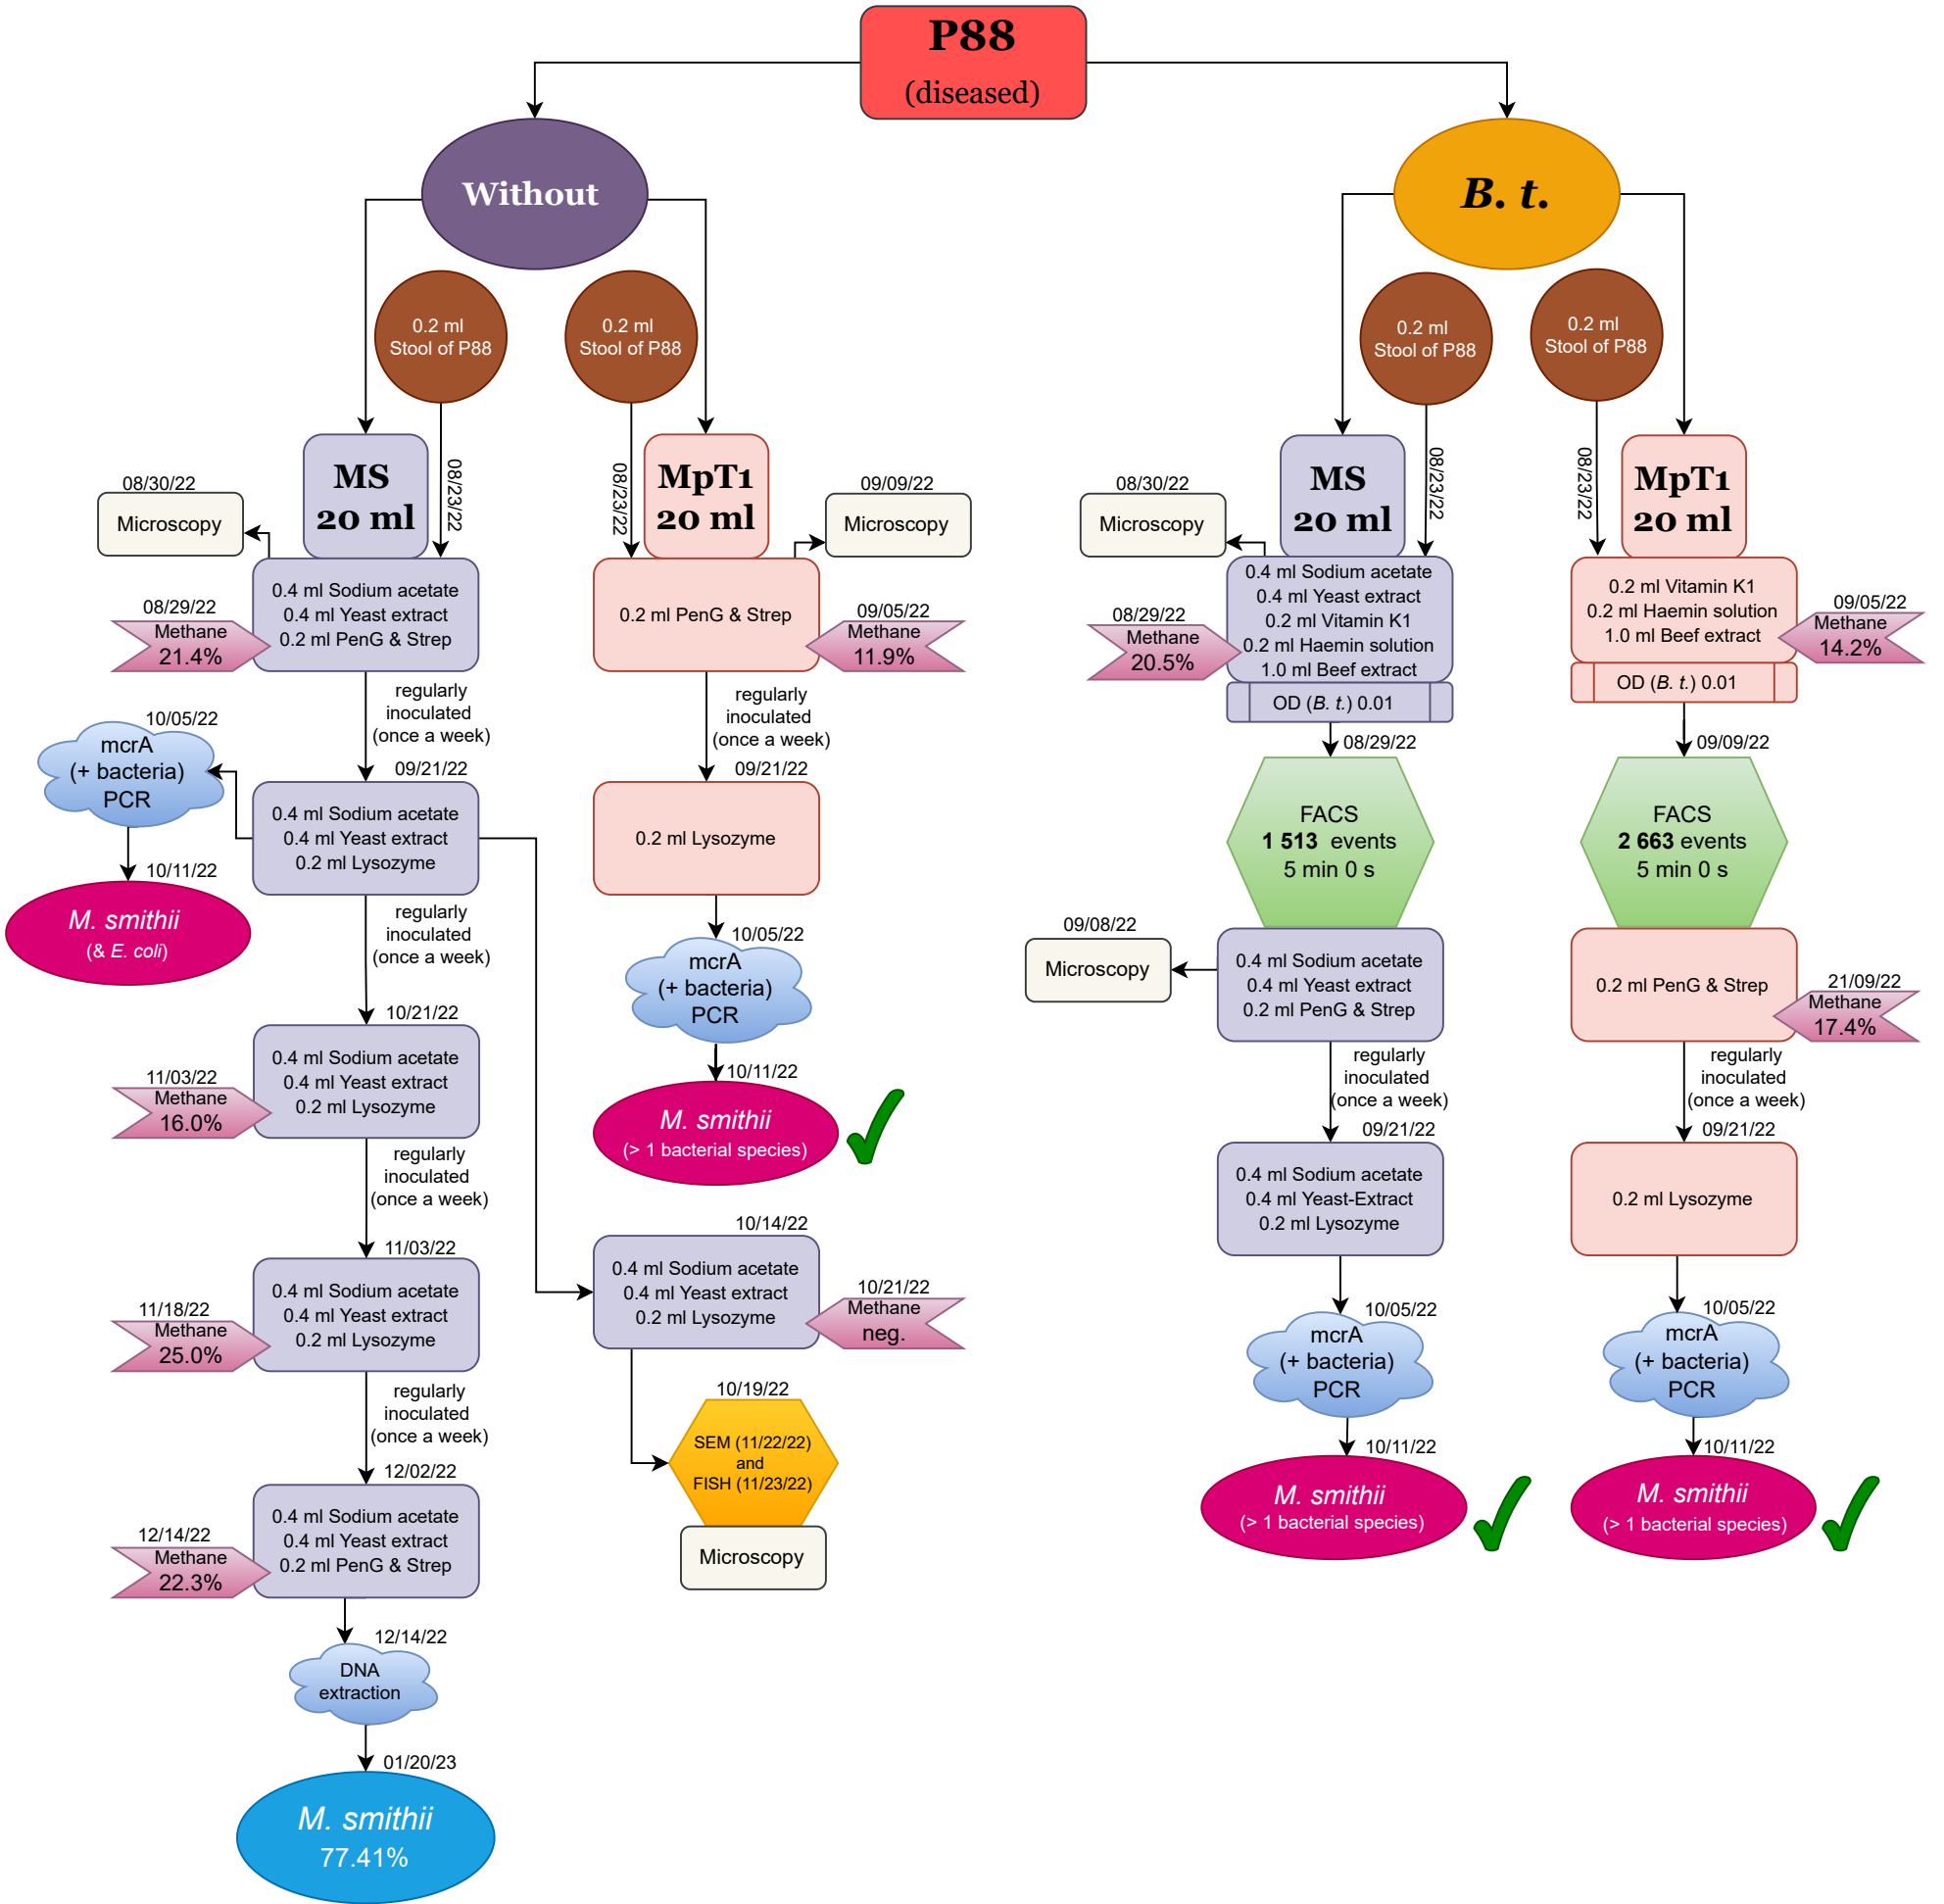 P88
(diseased)
Without
B. t.
0.2 ml
Stool of P88
0.2 ml
Stool of P88
0.2 ml
Stool of P88
0.2 ml
Stool of P88
MS
20 ml
08/23/22
08/30/22
Microscopy
0.4 ml Sodium acetate
0.4 ml Yeast extract
0.2 ml PenG & Strep
08/29/22
Methane
21.4%
regularly
inoculated
(once a week)
09/21/22
0.4 ml Sodium acetate
0.4 ml Yeast extract
0.2 ml Lysozyme
10/05/22
mcrA
(+ bacteria)
PCR
10/11/22
M. smithii
(& E. coli)
regularly
inoculated
(once a week)
10/21/22
0.4 ml Sodium acetate
0.4 ml Yeast extract
0.2 ml Lysozyme
11/03/22
Methane
16.0%
regularly
inoculated
(once a week)
11/03/22
0.4 ml Sodium acetate
0.4 ml Yeast extract
0.2 ml Lysozyme
11/18/22
Methane
25.0%
regularly
inoculated
(once a week)
12/02/22
0.4 ml Sodium acetate
0.4 ml Yeast extract
0.2 ml PenG & Strep
12/14/22
Methane
22.3%
12/14/22
DNA
extraction
01/20/23
M. smithii
77.41%
08/23/22
MpT1
20 ml
09/09/22
Microscopy
0.2 ml PenG & Strep
09/05/22
Methane
11.9%
regularly
inoculated
(once a week)
09/21/22
0.2 ml Lysozyme
10/05/22
mcrA
(+ bacteria)
PCR
10/11/22
M. smithii
(> 1 bacterial species)
10/14/22
0.4 ml Sodium acetate
0.4 ml Yeast extract
0.2 ml Lysozyme
10/21/22
Methane
neg.
10/19/22
SEM (11/22/22)
and
FISH (11/23/22)
Microscopy
MS
20 ml
08/23/22
08/30/22
Microscopy
0.4 ml Sodium acetate
0.4 ml Yeast extract
0.2 ml Vitamin K1
0.2 ml Haemin solution
1.0 ml Beef extract
08/29/22
Methane
20.5%
OD (B. t.) 0.01
08/29/22
FACS
1 513 events
5 min 0 s
09/08/22
Microscopy
0.4 ml Sodium acetate
0.4 ml Yeast extract
0.2 ml PenG & Strep
regularly
inoculated
(once a week)
09/21/22
0.4 ml Sodium acetate
0.4 ml Yeast-Extract
0.2 ml Lysozyme
10/05/22
mcrA
(+ bacteria)
PCR
10/11/22
M. smithii
(> 1 bacterial species)
08/23/22
MpT1
20 ml
0.2 ml Vitamin K1
0.2 ml Haemin solution
1.0 ml Beef extract
09/05/22
Methane
14.2%
OD (B. t.) 0.01
09/09/22
FACS
2 663 events
5 min 0 s
0.2 ml PenG & Strep
21/09/22
Methane
17.4%
regularly
inoculated
(once a week)
09/21/22
0.2 ml Lysozyme
10/05/22
mcrA
(+ bacteria)
PCR
10/11/22
M. smithii
(> 1 bacterial species)